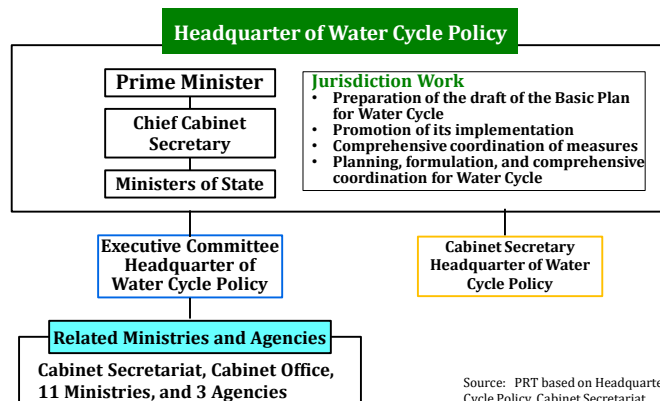 Headquarter of Water Cycle Policy
Prime Minister
Chief Cabinet
Secretary
Ministers of State
Jurisdiction Work
• Preparation of the draft of the Basic Plan
for Water Cycle
• Promotion of its implementation
• Comprehensive coordination of measures
• Planning, formulation, and comprehensive
coordination for Water Cycle
Executive Committee
Headquarter of
Water Cycle Policy
Cabinet Secretary
Headquarter of Water
Cycle Policy
Related Ministries and Agencies
Cabinet Secretariat, Cabinet Office,
11 Ministries, and 3 Agencies
Source: PRT based on Headquarte
Cycle Policy, Cabinet Secretariat